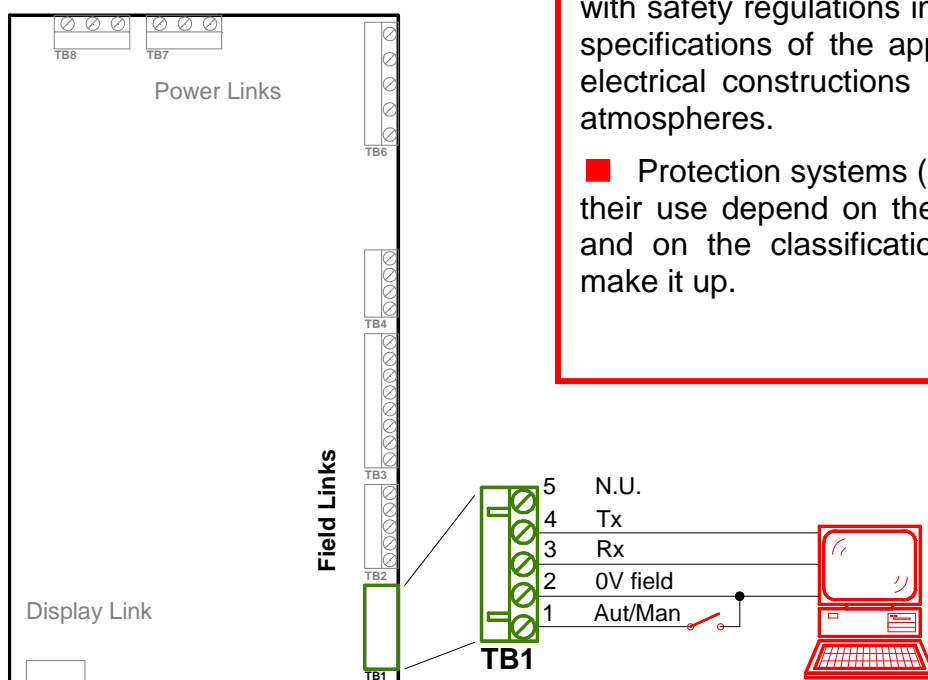 with safety regulations in
specifications of the app
electrical constructions
atmospheres.
■ Protection systems (
their use depend on the
and on the classificatio
make it up.
TB8 TB7
Power Links
TB6
TB4
TB3
Field Links
TB2
Display Link
TB1
5 N.U.
4 Tx
3 Rx
2 0V field
1 Aut/Man
TB1